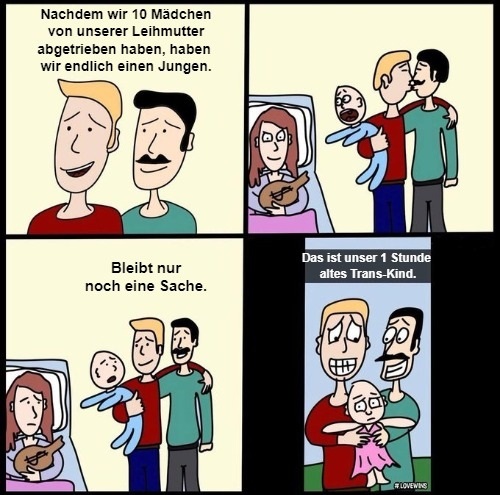 Nachdem wir 10 Mädchen
von unserer Leihmutter
abgetrieben haben, haben
wir endlich einen Jungen.
Bleibt nur
noch eine Sache.
Das ist unser 1 Stunde
altes Trans-Kind.
#LOVEWINS